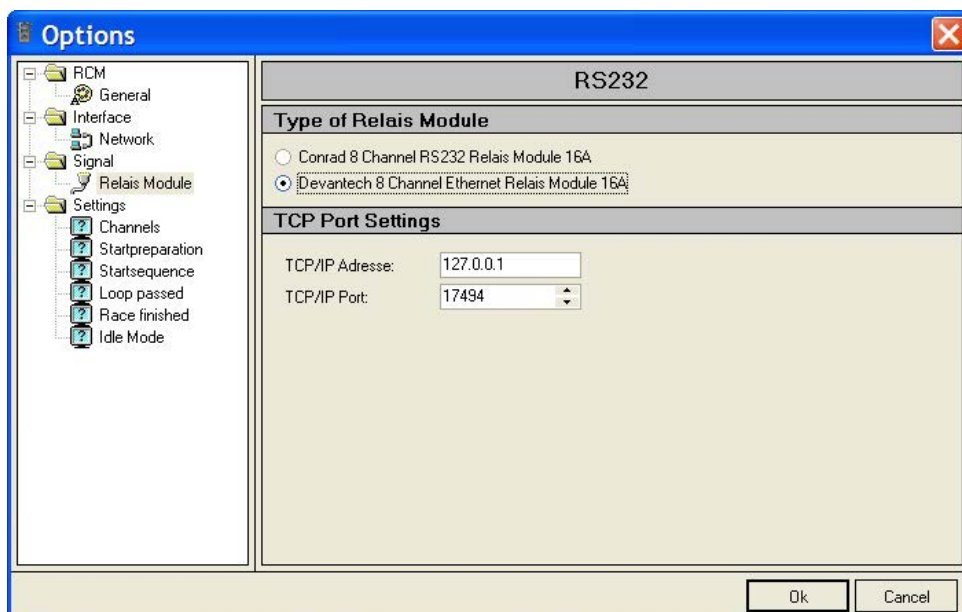 Options
RCM
General
Interface
Network
Signal
Relais Module
Settings
Channels
Startpreparation
Startsequence
Loop passed
Race finished
Idle Mode
RS232
Type of Relais Module
Conrad 8 Channel RS232 Relais Module 16A
Devantech 8 Channel Ethernet Relais Module 16A
TCP Port Settings
TCP/IP Adresse: 127.0.0.1
TCP/IP Port: 17494
Ok Cancel